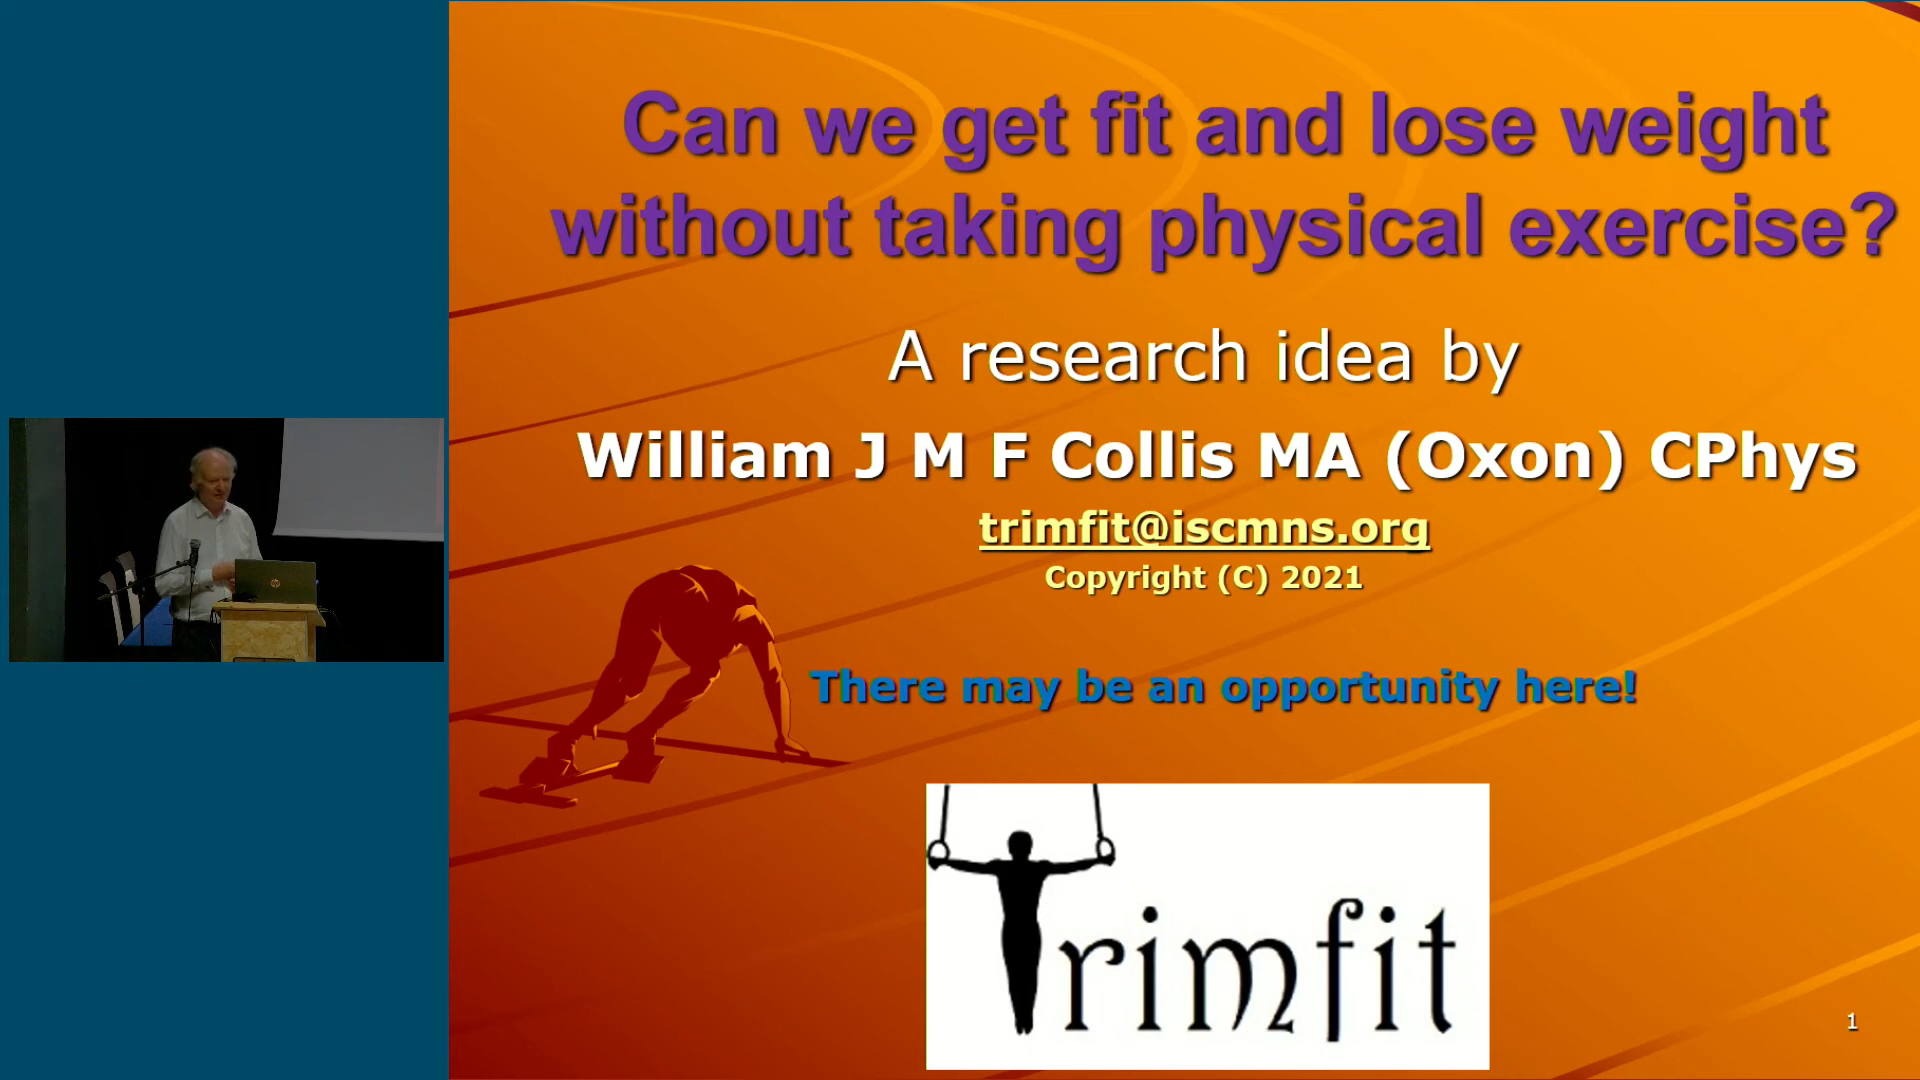 Can we get fit and lose weight
without taking physical exercise?
A research idea by
William J M F Collis MA (Oxon) CPhys
trimfit@iscmns.org
Copyright (C) 2021
There may be an opportunity here!
Trimfit
1
hp